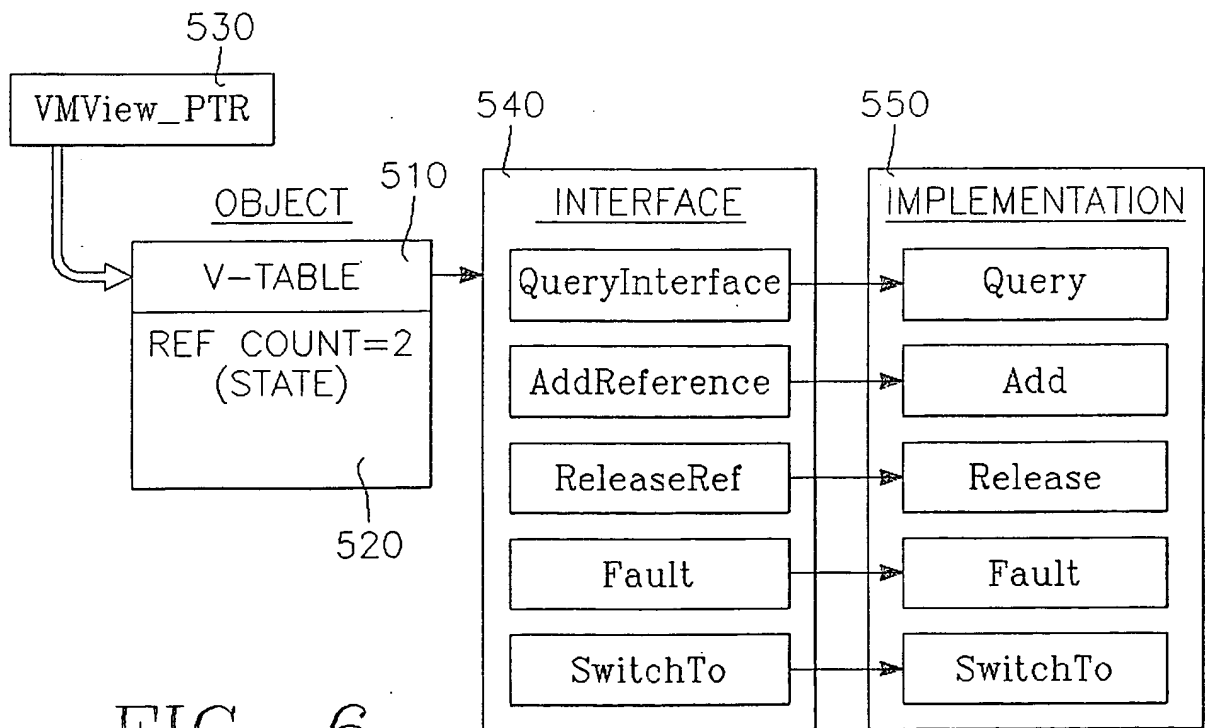 530
VMView_PTR
OBJECT
510
V-TABLE
REF COUNT=2
(STATE)
520
540
INTERFACE
QueryInterface
AddReference
ReleaseRef
Fault
SwitchTo
550
IMPLEMENTATION
Query
Add
Release
Fault
SwitchTo
FIG. 6